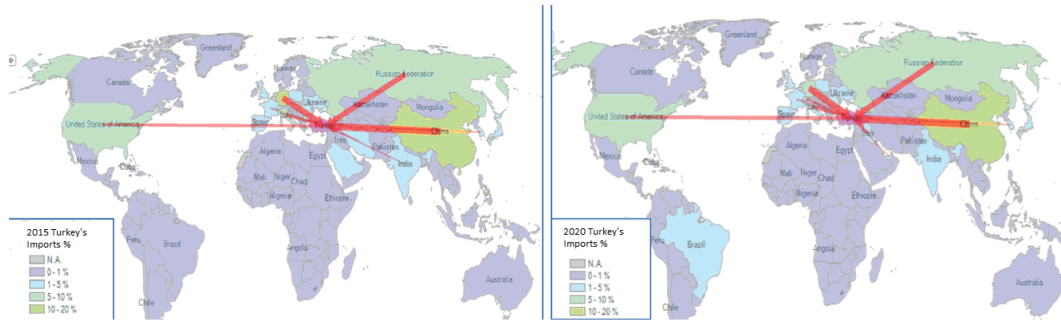 Greenland
Norway
Russian Federation
Canada
Ukraine
Kazakhstan
Mongolia
Italy
Spain
United States of America
China
Iraq
Pakistan
Algeria
Egypt
India
Mexico
Cuba
Mali
Niger
Chad
Nigeria
Ethiopia
Peru
Brazil
Angola
Australia
Chile
2015 Turkey's
Imports %
N.A.
0 - 1 %
1 - 5 %
5 - 10 %
10 - 20 %
Greenland
Norway
Russian Federation
Canada
Ukraine
Kazakhstan
Mongolia
Spain
United States of America
China
Pakistan
Algeria
Egypt
India
Mexico
Cuba
Mali
Niger
Chad
Nigeria
Ethiopia
Peru
Brazil
Angola
Australia
Chile
2020 Turkey's
Imports %
N.A.
0 - 1 %
1 - 5 %
5 - 10 %
10 - 20 %